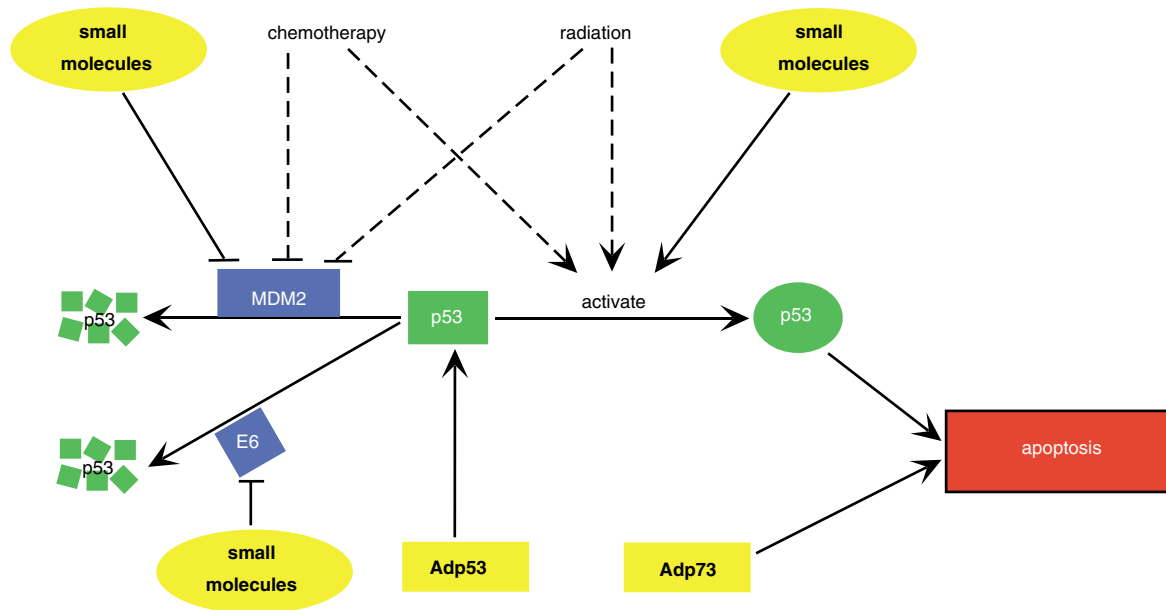 small
molecules
chemotherapy
radiation
small
molecules
MDM2
p53
p53
activate
p53
E6
p53
apoptosis
small
molecules
Adp53
Adp73